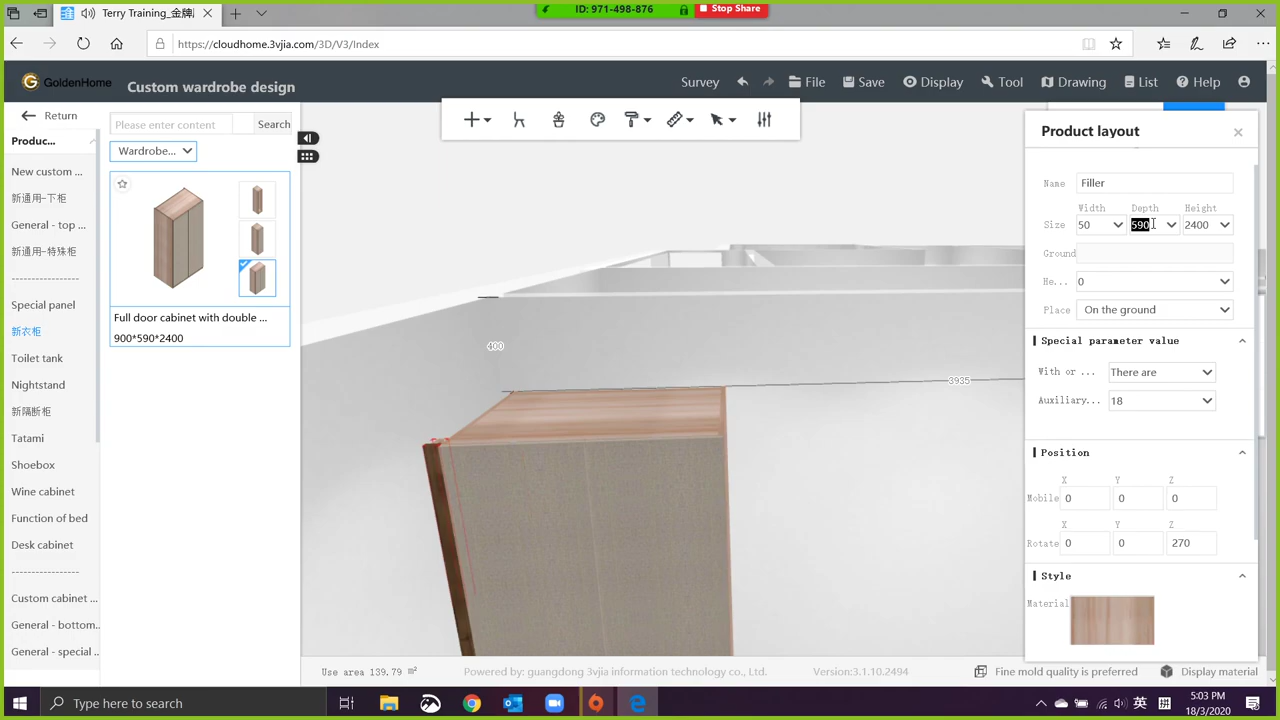 ID: 971-498-876
Stop Share
Terry Training_金牌
https://cloudhome.3vjia.com/3D/V3/Index
GoldenHome
Custom wardrobe design
Survey
File
Save
Display
Tool
Drawing
List
Help
Return
Produc...
New custom ...
新通用-下柜
General - top ...
新通用-特殊柜
Special panel
新衣柜
Toilet tank
Nightstand
新隔断柜
Tatami
Shoebox
Wine cabinet
Function of bed
Desk cabinet
Custom cabinet ...
General - bottom...
General - special ...
Please enter content
Search
Wardrobe...
Full door cabinet with double ...
900*590*2400
400
3935
Product layout
Name Filler
Width Depth Height
Size 50 590 2400
Ground
He... 0
Place On the ground
Special parameter value
With or ... There are
Auxiliary... 18
Position
X Y Z
Mobile 0 0 0
X Y Z
Rotate 0 0 270
Style
Material
Use area 139.79 m²
Powered by: guangdong 3vjia information technology co., Ltd.
Version:3.1.10.2494
Fine mold quality is preferred
Display material
Type here to search
英
拼
5:03 PM
18/3/2020